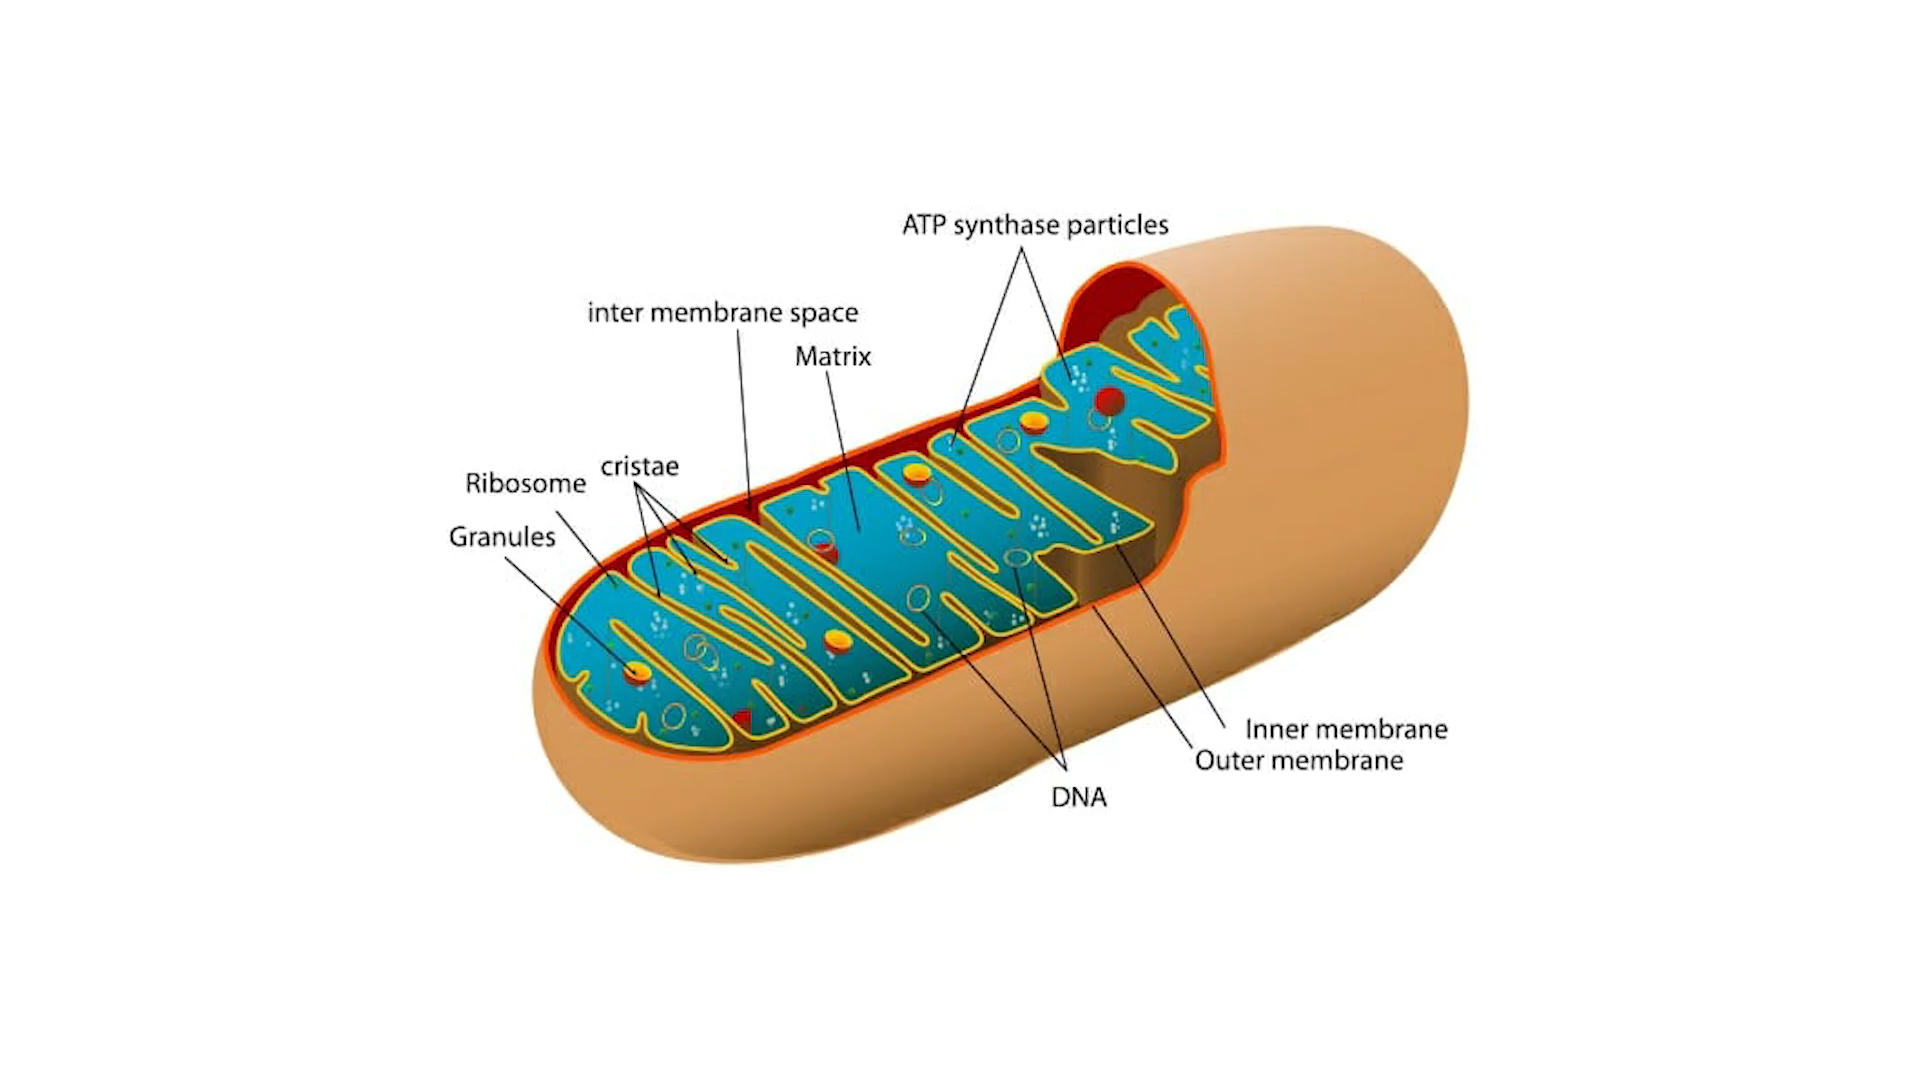 ATP synthase particles
inter membrane space
Matrix
cristae
Ribosome
Granules
Inner membrane
Outer membrane
DNA